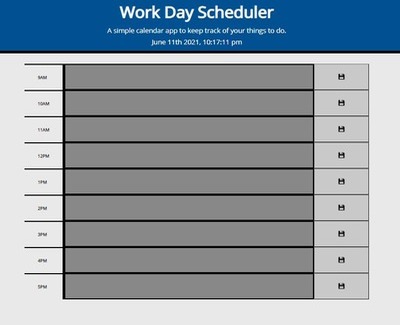 Work Day Scheduler
A simple calendar app to keep track of your things to do.
June 11th 2021, 10:17:11 pm
9AM
10AM
11AM
12PM
1PM
2PM
3PM
4PM
5PM